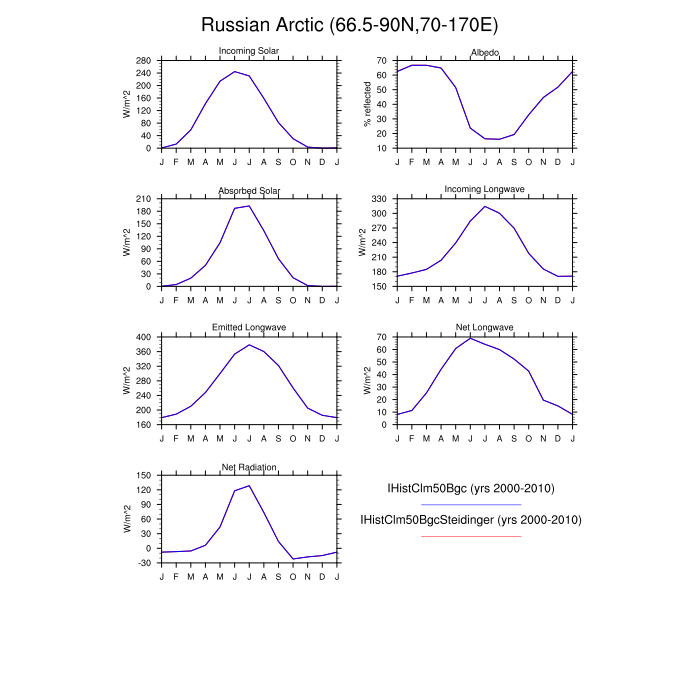 Russian Arctic (66.5-90N,70-170E)
Incoming Solar
W/m^2
280
240
200
160
120
80
40
0
J F M A M J J A S O N D J
Albedo
% reflected
70
60
50
40
30
20
10
J F M A M J J A S O N D J
Absorbed Solar
W/m^2
210
180
150
120
90
60
30
0
J F M A M J J A S O N D J
Incoming Longwave
W/m^2
330
300
270
240
210
180
150
J F M A M J J A S O N D J
Emitted Longwave
W/m^2
400
360
320
280
240
200
160
J F M A M J J A S O N D J
Net Longwave
W/m^2
70
60
50
40
30
20
10
0
J F M A M J J A S O N D J
Net Radiation
W/m^2
150
120
90
60
30
0
-30
J F M A M J J A S O N D J
IHistClm50Bgc (yrs 2000-2010)
IHistClm50BgcSteidinger (yrs 2000-2010)